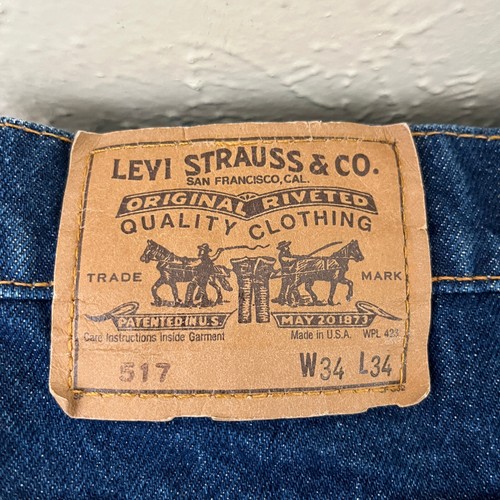 LEVI STRAUSS & CO.
SAN FRANCISCO, CAL.
ORIGINAL RIVETED
QUALITY CLOTHING
TRADE MARK
PATENTED IN U.S. MAY 20 1873
Care Instructions Inside Garment Made in U.S.A. WPL 423
517 W34 L34